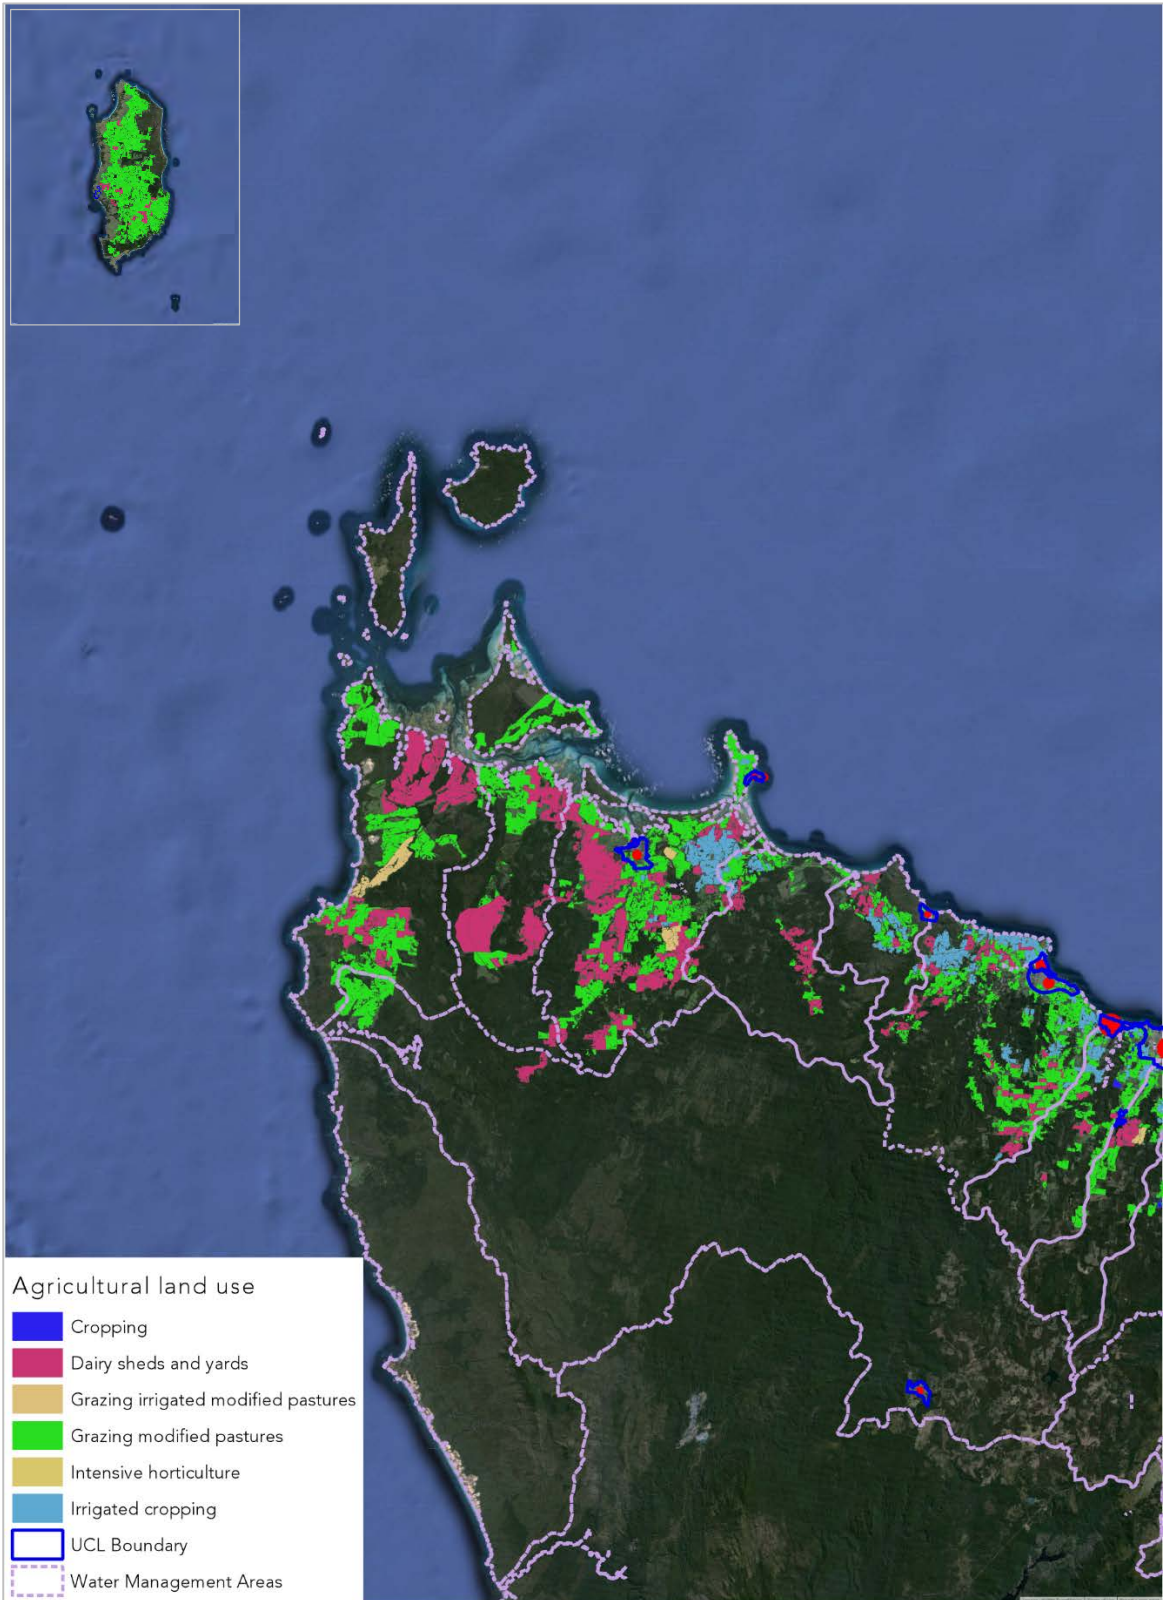 Agricultural land use
Cropping
Dairy sheds and yards
Grazing irrigated modified pastures
Grazing modified pastures
Intensive horticulture
Irrigated cropping
UCL Boundary
Water Management Areas